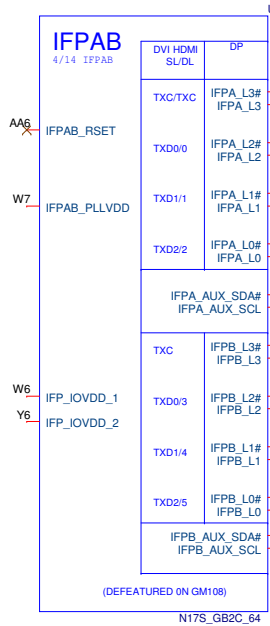 U
IFPAB
4/14 IFPAB
DVI HDMI DP
SL/DL
TXC/TXC IFPA_L3#
IFPA_L3
AA6
IFPAB_RSET
TXD0/0 IFPA_L2#
IFPA_L2
W7
IFPAB_PLLVDD
TXD1/1 IFPA_L1#
IFPA_L1
TXD2/2 IFPA_L0#
IFPA_L0
IFPA_AUX_SDA#
IFPA_AUX_SCL
TXC IFPB_L3#
IFPB_L3
W6
IFP_IOVDD_1
TXD0/3 IFPB_L2#
IFPB_L2
Y6
IFP_IOVDD_2
TXD1/4 IFPB_L1#
IFPB_L1
TXD2/5 IFPB_L0#
IFPB_L0
IFPB_AUX_SDA#
IFPB_AUX_SCL
(DEFEATURED 0N GM108)
N17S_GB2C_64